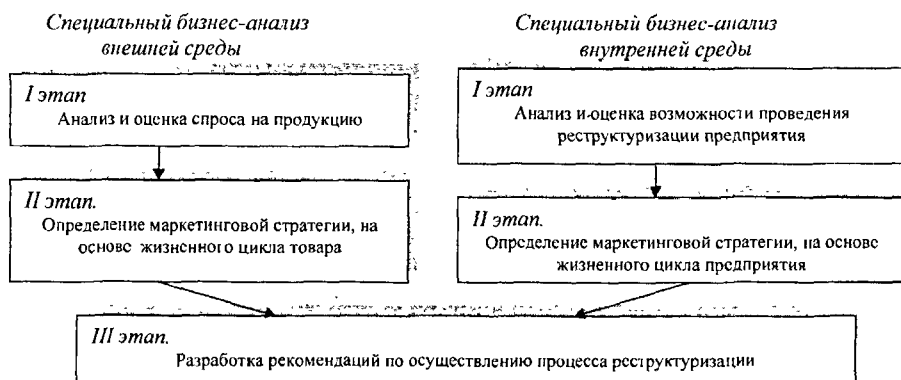 Специальный бизнес-анализ
внешней среды
I этап
Анализ и оценка спроса на продукцию
II этап.
Определение маркетинговой стратегии, на
основе жизненного цикла товара
Специальный бизнес-анализ
внутренней среды
I этап
Анализ и оценка возможности проведения
реструктуризации предприятия
II этап.
Определение маркетинговой стратегии, на основе
жизненного цикла предприятия
III этап.
Разработка рекомендаций по осуществлению процесса реструктуризации